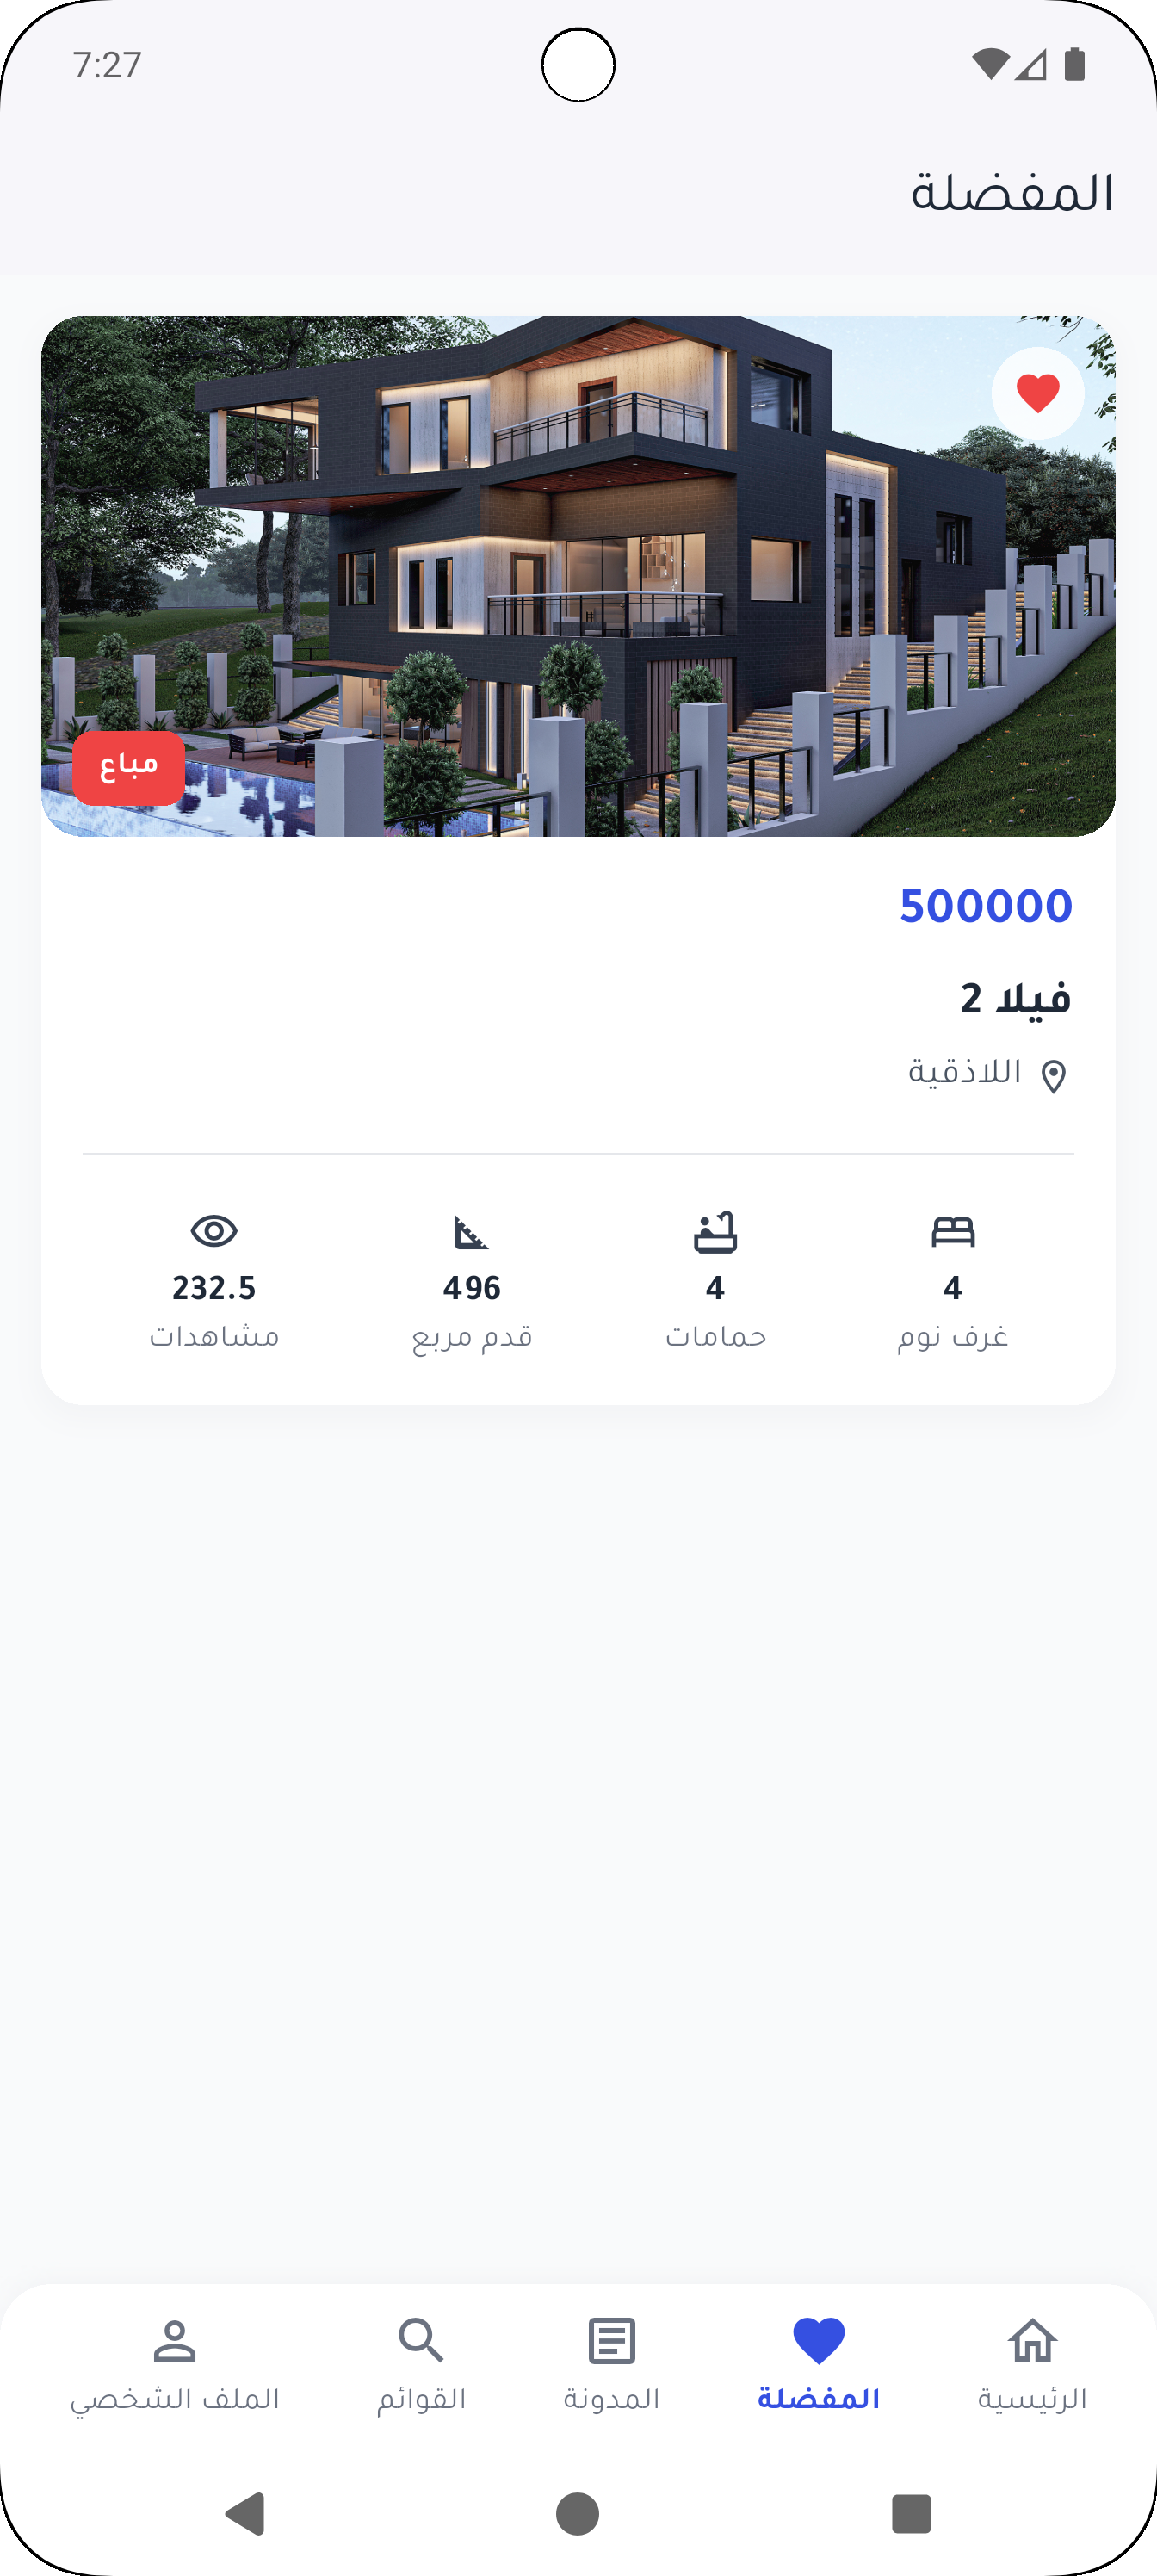 7:27
المفضلة
مباع
500000
فيلا 2
اللاذقية
4
غرف نوم
4
حمامات
496
قدم مربع
232.5
مشاهدات
الرئيسية
المفضلة
المدونة
القوائم
الملف الشخصي